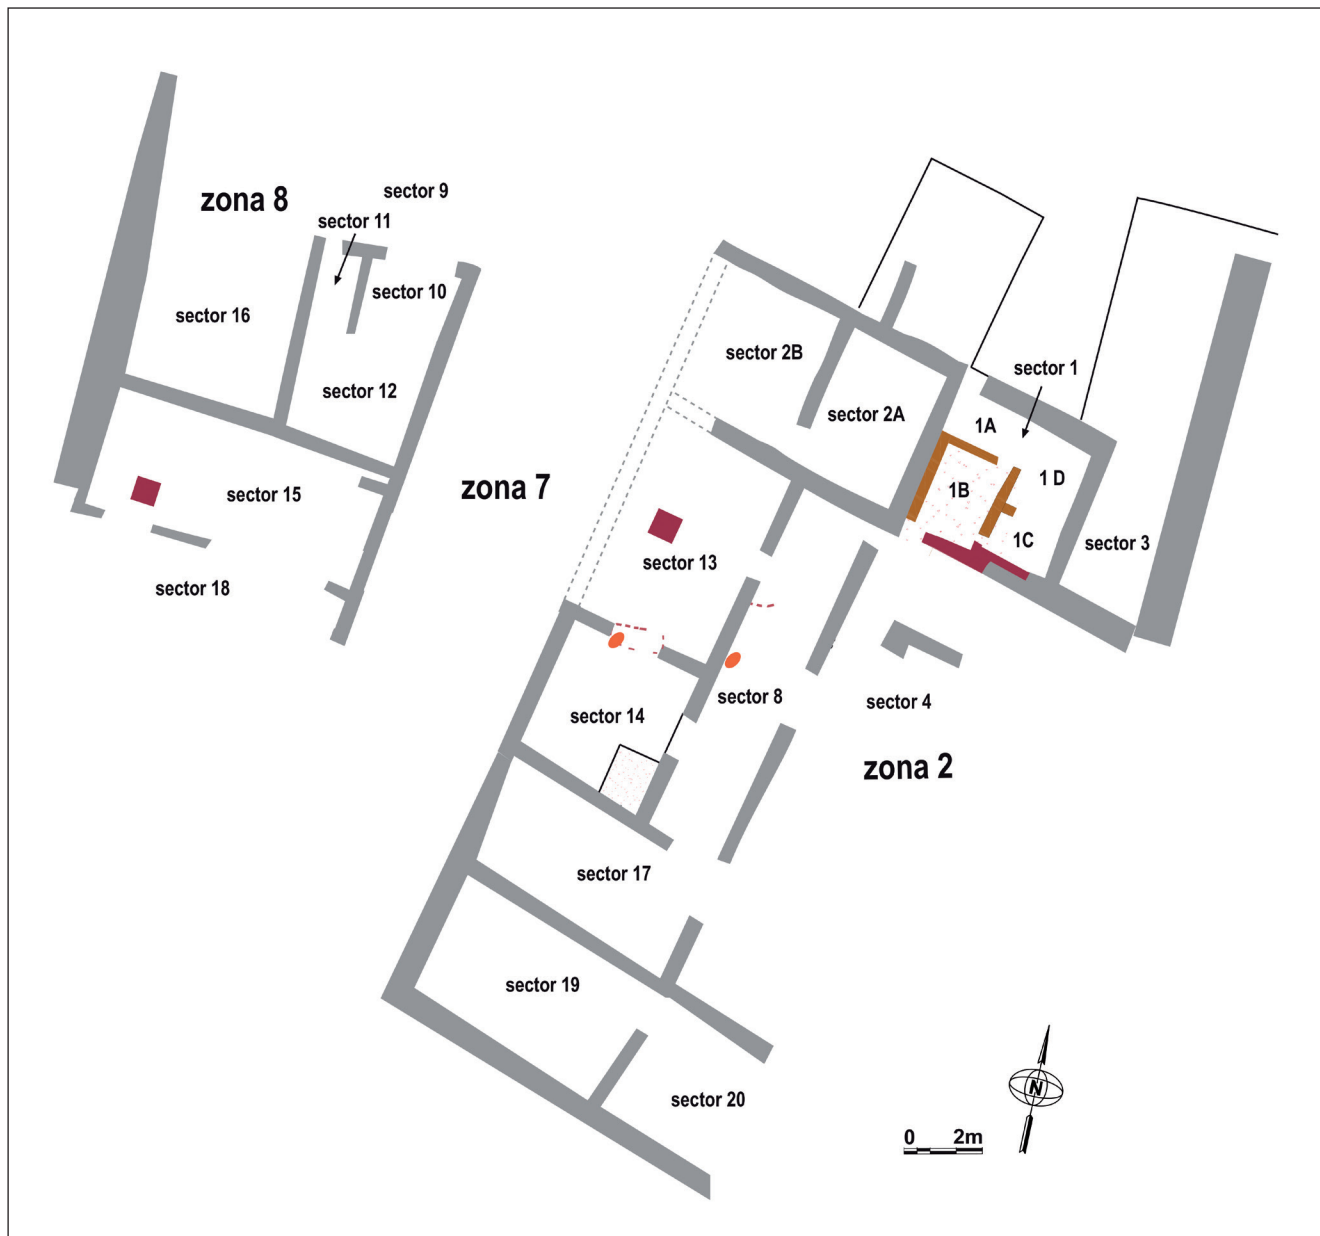 zona 8
sector 9
sector 11
sector 10
sector 16
sector 12
sector 15
sector 18
zona 7
sector 2B
sector 2A
sector 1
1A
1B
1 D
1C
sector 3
sector 13
sector 8
sector 4
sector 14
zona 2
sector 17
sector 19
sector 20
N
0 2m